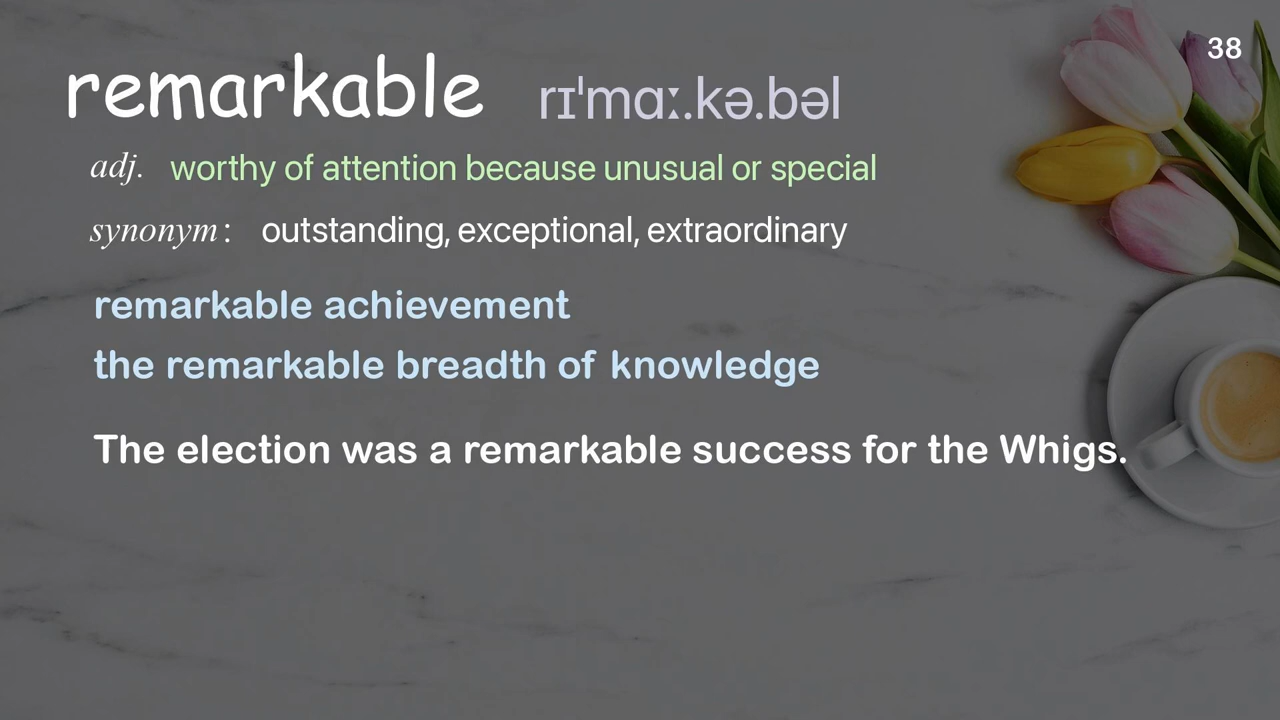 38
remarkable rɪˈmɑː.kə.bəl
adj. worthy of attention because unusual or special
synonym: outstanding, exceptional, extraordinary
remarkable achievement
the remarkable breadth of knowledge
The election was a remarkable success for the Whigs.